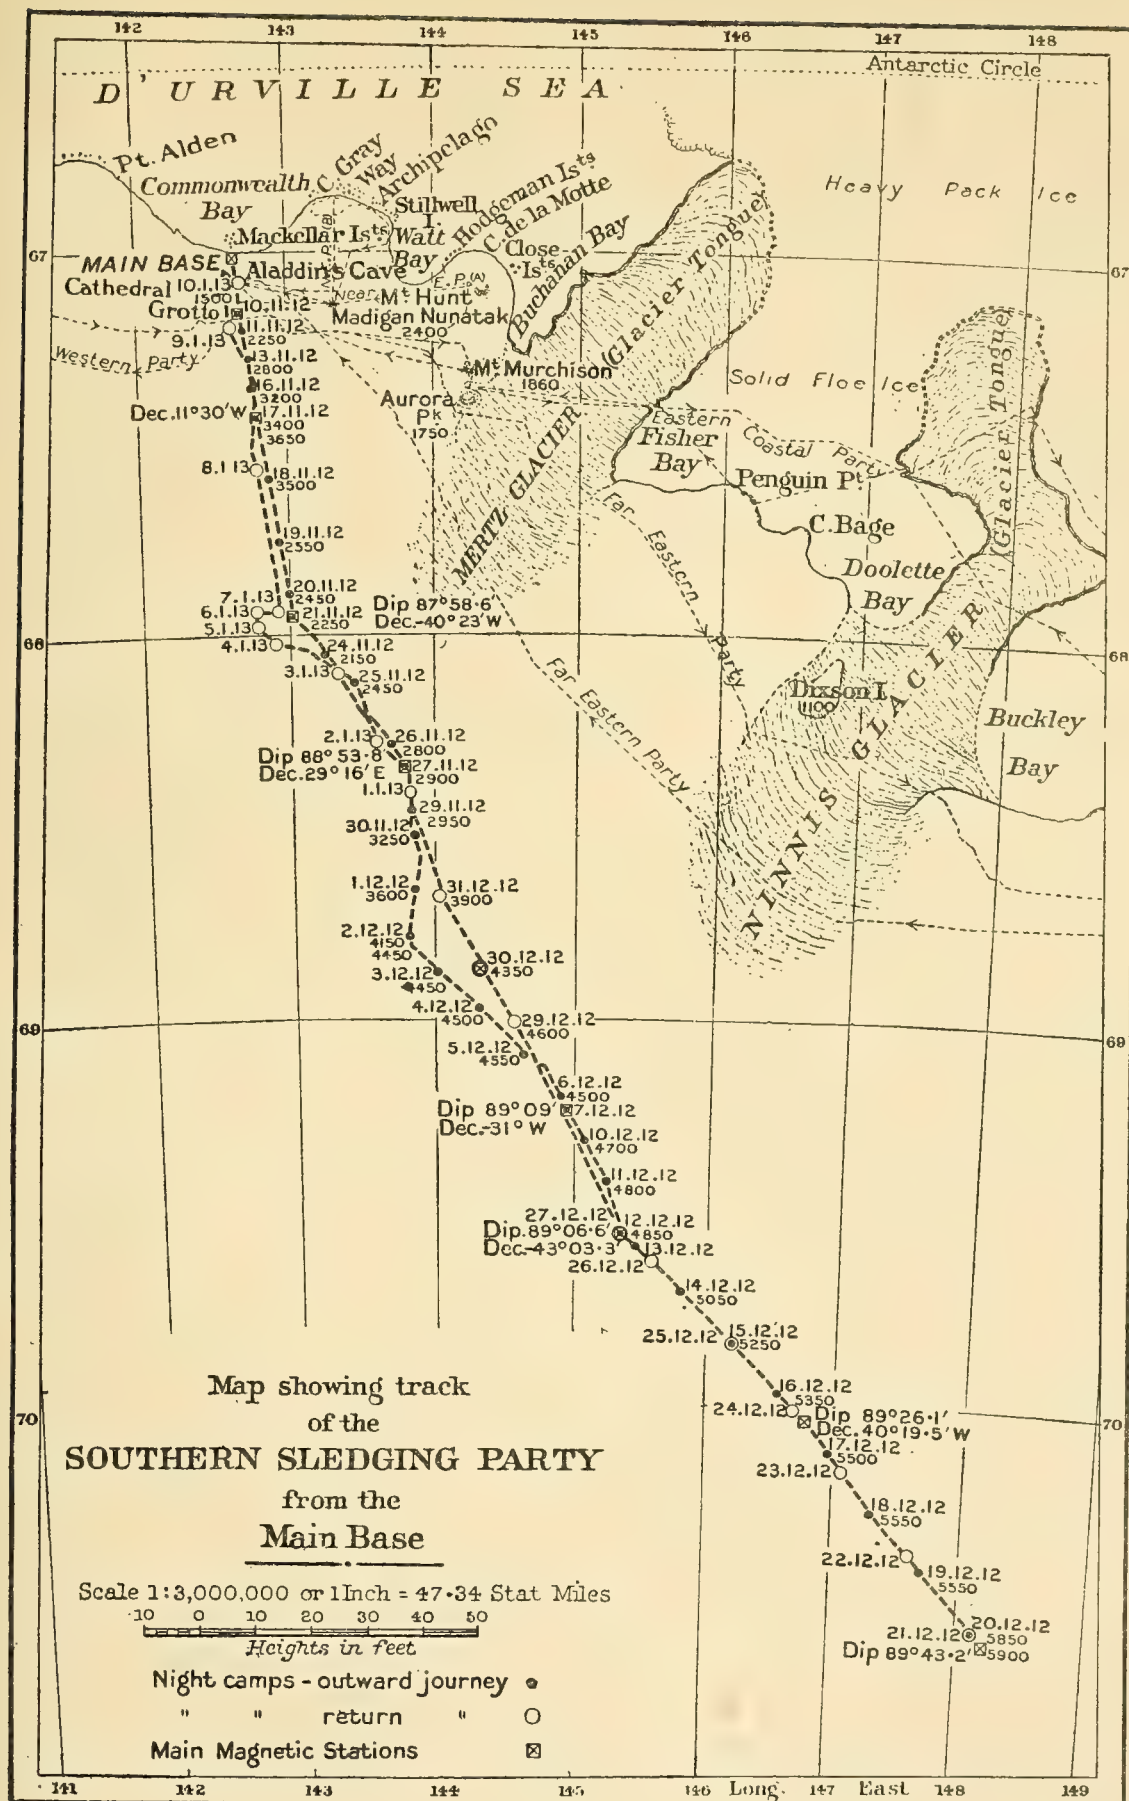 142 143 144 145 146 147 148
Antarctic Circle
D'URVILLE SEA
Pt. Alden
Commonwealth
Bay
C. Gray
Way
Archipelago
Stillwell
I.
Hodgeman Ists
C. de la Motte
Heavy Pack Ice
Mackellar Ists
Watt
Bay
Close
Ists
Buchanan Bay
(Glacier Tongue)
67
67
MAIN BASE
Aladdin's Cave
Cathedral
Grotto
10.1.13
1500
10.11.12
Near
Mt Hunt
Madigan Nunatak
2400
11.11.12
2250
9.1.13
Western Party
13.11.12
2800
16.11.12
3200
Dec. 11°30'W
17.11.12
3400
3650
Mt. Murchison
1860
Aurora
Pk
1750
Solid Floe Ice
Eastern
Coastal Party
Fisher
Bay
Penguin Pt.
C. Bage
(Glacier Tongue)
8.1.13
18.11.12
3500
MERTZ GLACIER
Far Eastern Party
19.11.12
2550
Doolette
Bay
20.11.12
2450
7.1.13
6.1.13
21.11.12
2250
Dip 87°58.6'
Dec.-40°23'W
5.1.13
68
68
4.1.13
24.11.12
2150
3.1.13
25.11.12
2450
Far Eastern Party
Dixson I.
1100
NINNIS GLACIER
Buckley
Bay
2.1.13
26.11.12
2800
Dip 88°53.8'
Dec. 29°16'E
27.11.12
2900
1.1.13
29.11.12
2950
30.11.12
3250
1.12.12
3600
31.12.12
3900
2.12.12
4150
4450
30.12.12
4350
3.12.12
4450
4.12.12
4500
29.12.12
4600
69
69
5.12.12
4550
6.12.12
4500
Dip 89°09'
Dec.-31°W
7.12.12
10.12.12
4700
11.12.12
4800
27.12.12
12.12.12
4850
Dip. 89°06.6'
Dec.-43°03.3'
13.12.12
26.12.12
14.12.12
5050
25.12.12
15.12.12
5250
16.12.12
5350
24.12.12
Dip 89°26.1'
Dec. 40°19.5'W
70
70
17.12.12
5500
23.12.12
18.12.12
5550
22.12.12
19.12.12
5550
20.12.12
5850
21.12.12
Dip 89°43.2'
5900
Map showing track
of the
SOUTHERN SLEDGING PARTY
from the
Main Base
Scale 1:3,000,000 or 1 Inch = 47.34 Stat Miles
10 0 10 20 30 40 50
Heights in feet
Night camps - outward journey
" " return "
Main Magnetic Stations
141 142 143 144 145 146 Long. 147 East 148 149